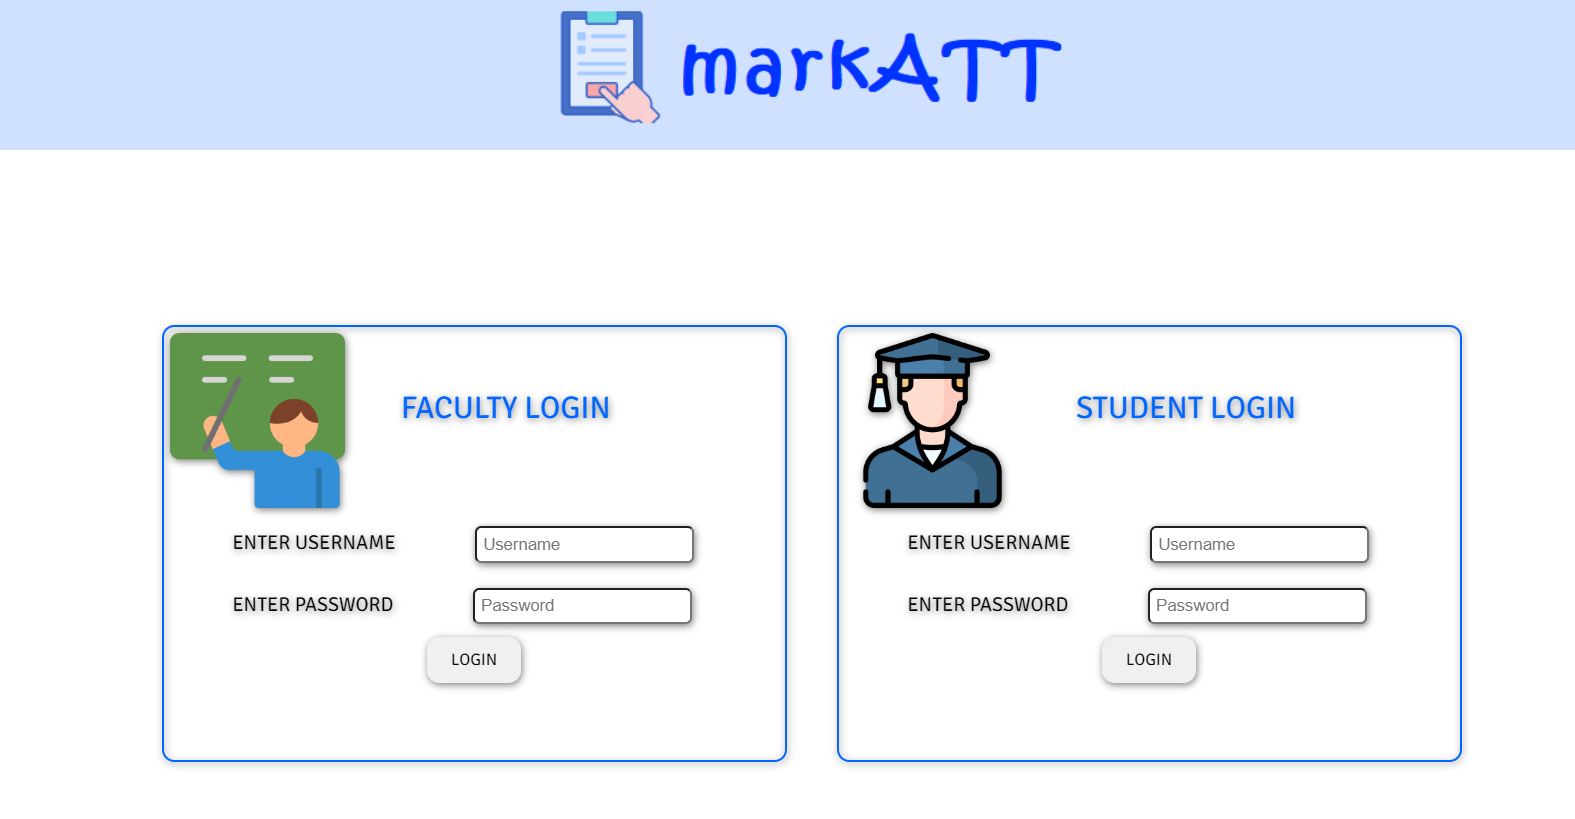 markATT
FACULTY LOGIN
ENTER USERNAME
Username
ENTER PASSWORD
Password
LOGIN
STUDENT LOGIN
ENTER USERNAME
Username
ENTER PASSWORD
Password
LOGIN